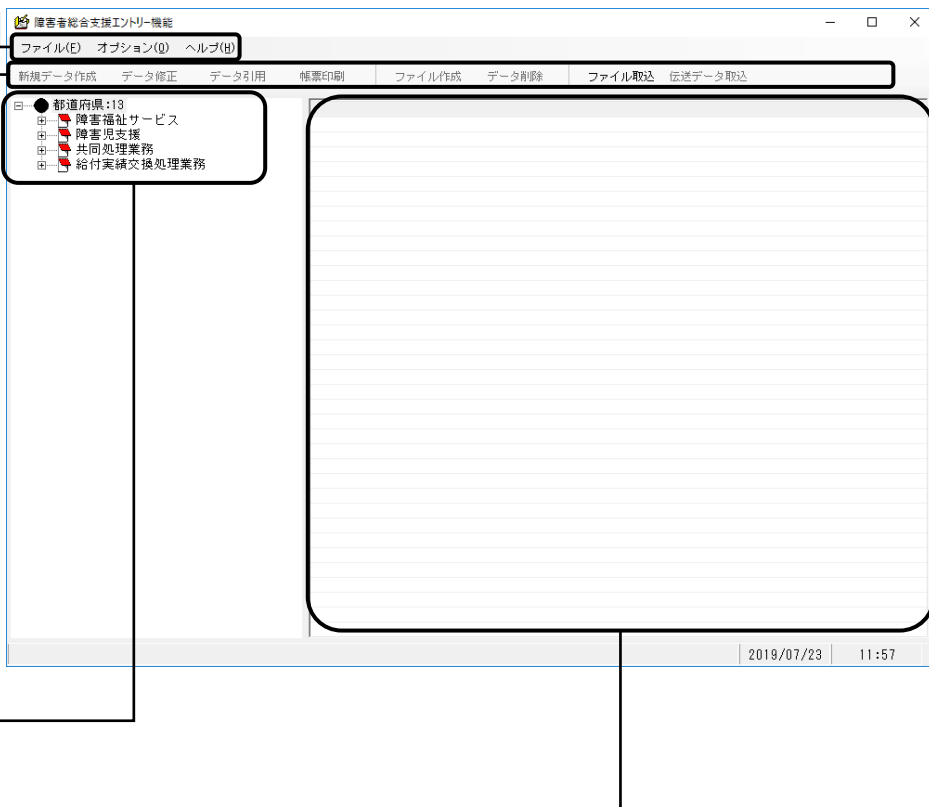 障害者総合支援エントリー機能
ファイル(F) オプション(O) ヘルプ(H)
新規データ作成 データ修正 データ引用 帳票印刷 ファイル作成 データ削除 ファイル取込 伝送データ取込
都道府県:13
障害福祉サービス
障害児支援
共同処理業務
給付実績交換処理業務
2019/07/23 11:57